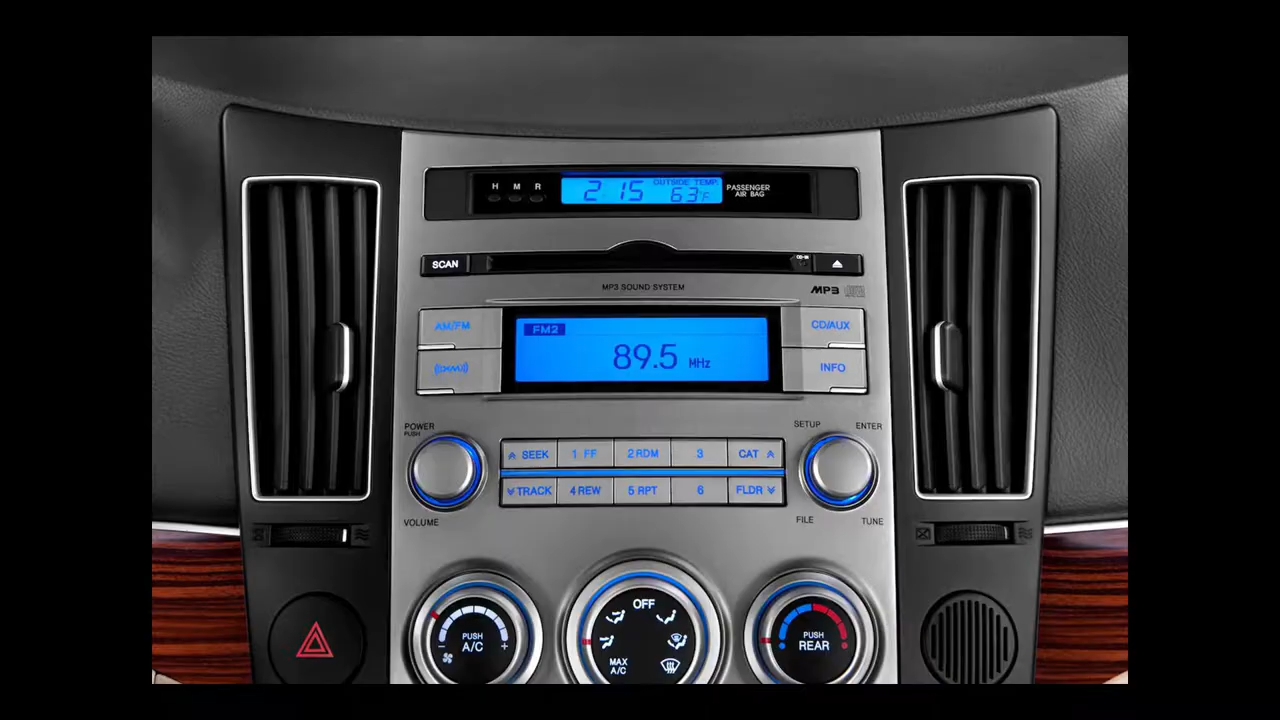 H M R
2:15
OUTSIDE TEMP.
63°F
PASSENGER
AIR BAG
SCAN
MP3 SOUND SYSTEM
MP3
AM/FM
FM2
CD/AUX
89.5 MHz
XM
INFO
POWER
PUSH
SETUP
ENTER
SEEK
1 FF
2 RDM
3
CAT
TRACK
4 REW
5 RPT
6
FLDR
VOLUME
FILE
TUNE
OFF
PUSH
A/C
- +
MAX
A/C
PUSH
REAR